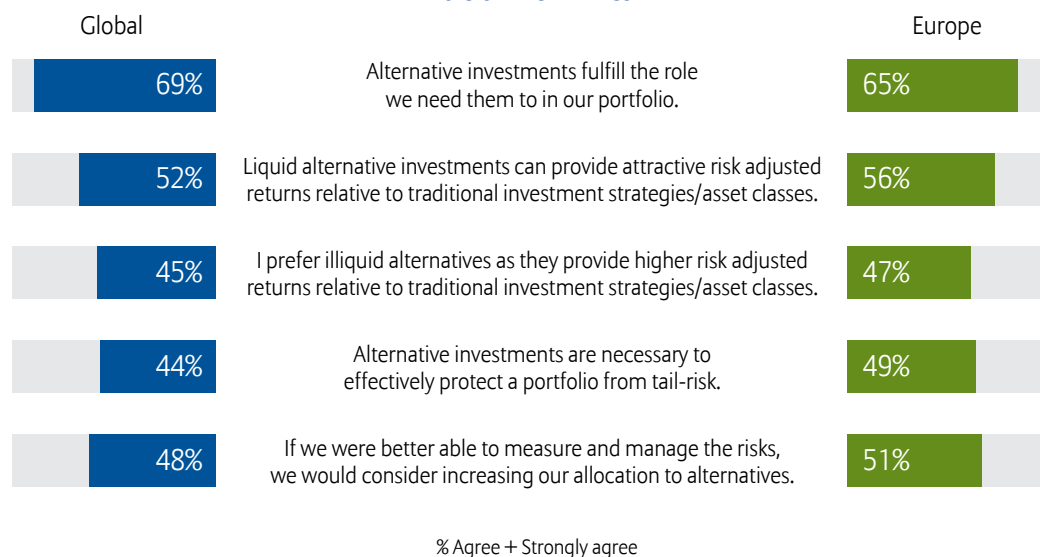 Global
Europe
69%
Alternative investments fulfill the role
we need them to in our portfolio.
65%
52%
Liquid alternative investments can provide attractive risk adjusted
returns relative to traditional investment strategies/asset classes.
56%
45%
I prefer illiquid alternatives as they provide higher risk adjusted
returns relative to traditional investment strategies/asset classes.
47%
44%
Alternative investments are necessary to
effectively protect a portfolio from tail-risk.
49%
48%
If we were better able to measure and manage the risks,
we would consider increasing our allocation to alternatives.
51%
% Agree + Strongly agree